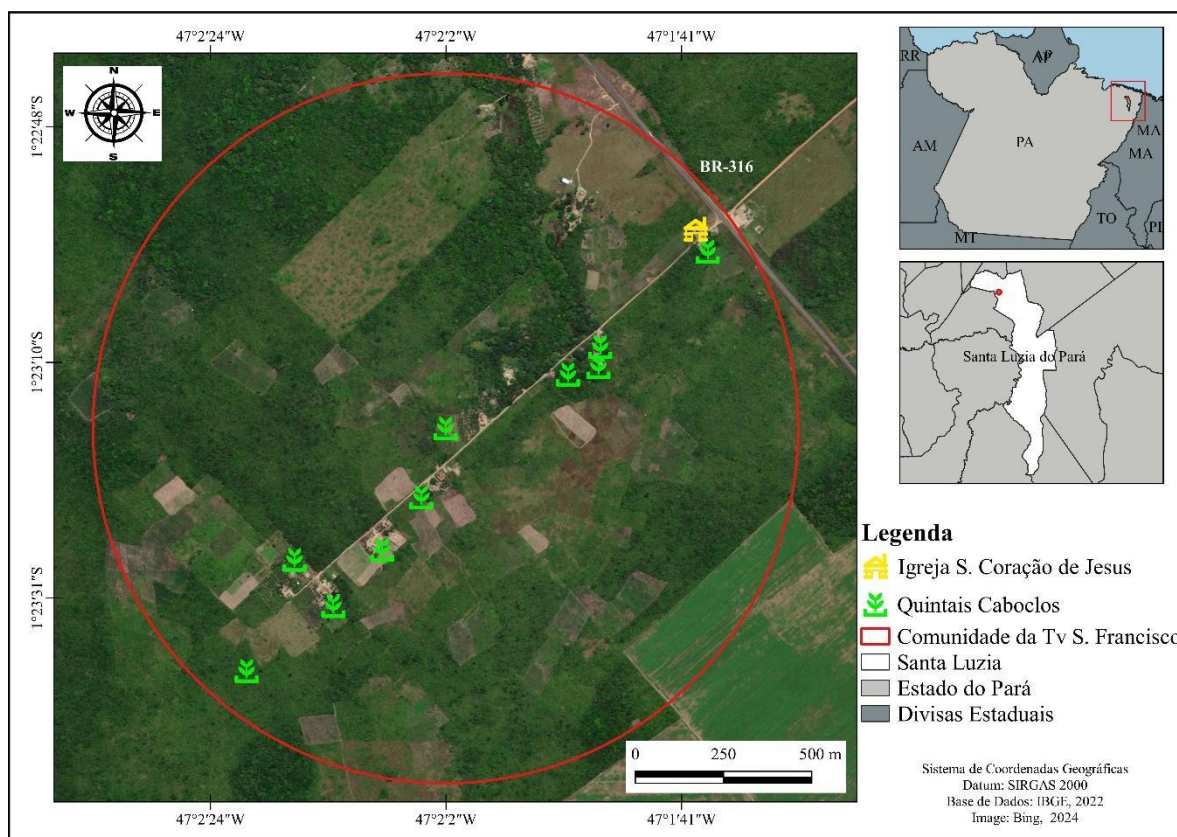 47°2'24"W
47°2'2"W
47°1'41"W
1°22'48"S
1°23'10"S
1°23'31"S
N
W
E
S
BR-316
0
250
500 m
47°2'24"W
47°2'2"W
47°1'41"W
RR
AP
AM
PA
MA
MA
TO
MT
PI
Santa Luzia do Pará
Legenda
Igreja S. Coração de Jesus
Quintais Caboclos
Comunidade da Tv S. Francisco
Santa Luzia
Estado do Pará
Divisas Estaduais
Sistema de Coordenadas Geográficas
Datum: SIRGAS 2000
Base de Dados: IBGE, 2022
Image: Bing, 2024